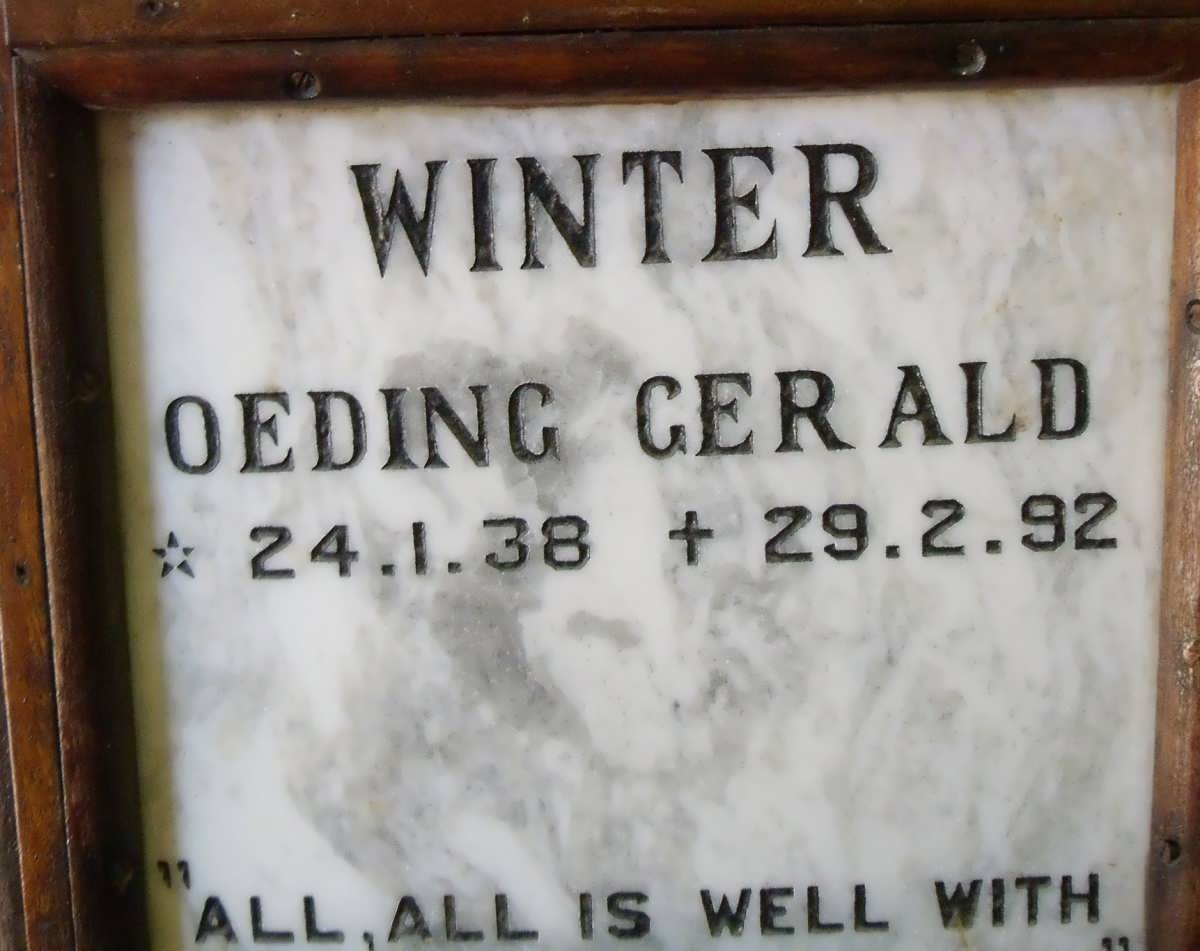 WINTER
OEDING GERALD
☆ 24.1.38 + 29.2.92
"ALL, ALL IS WELL WITH
"